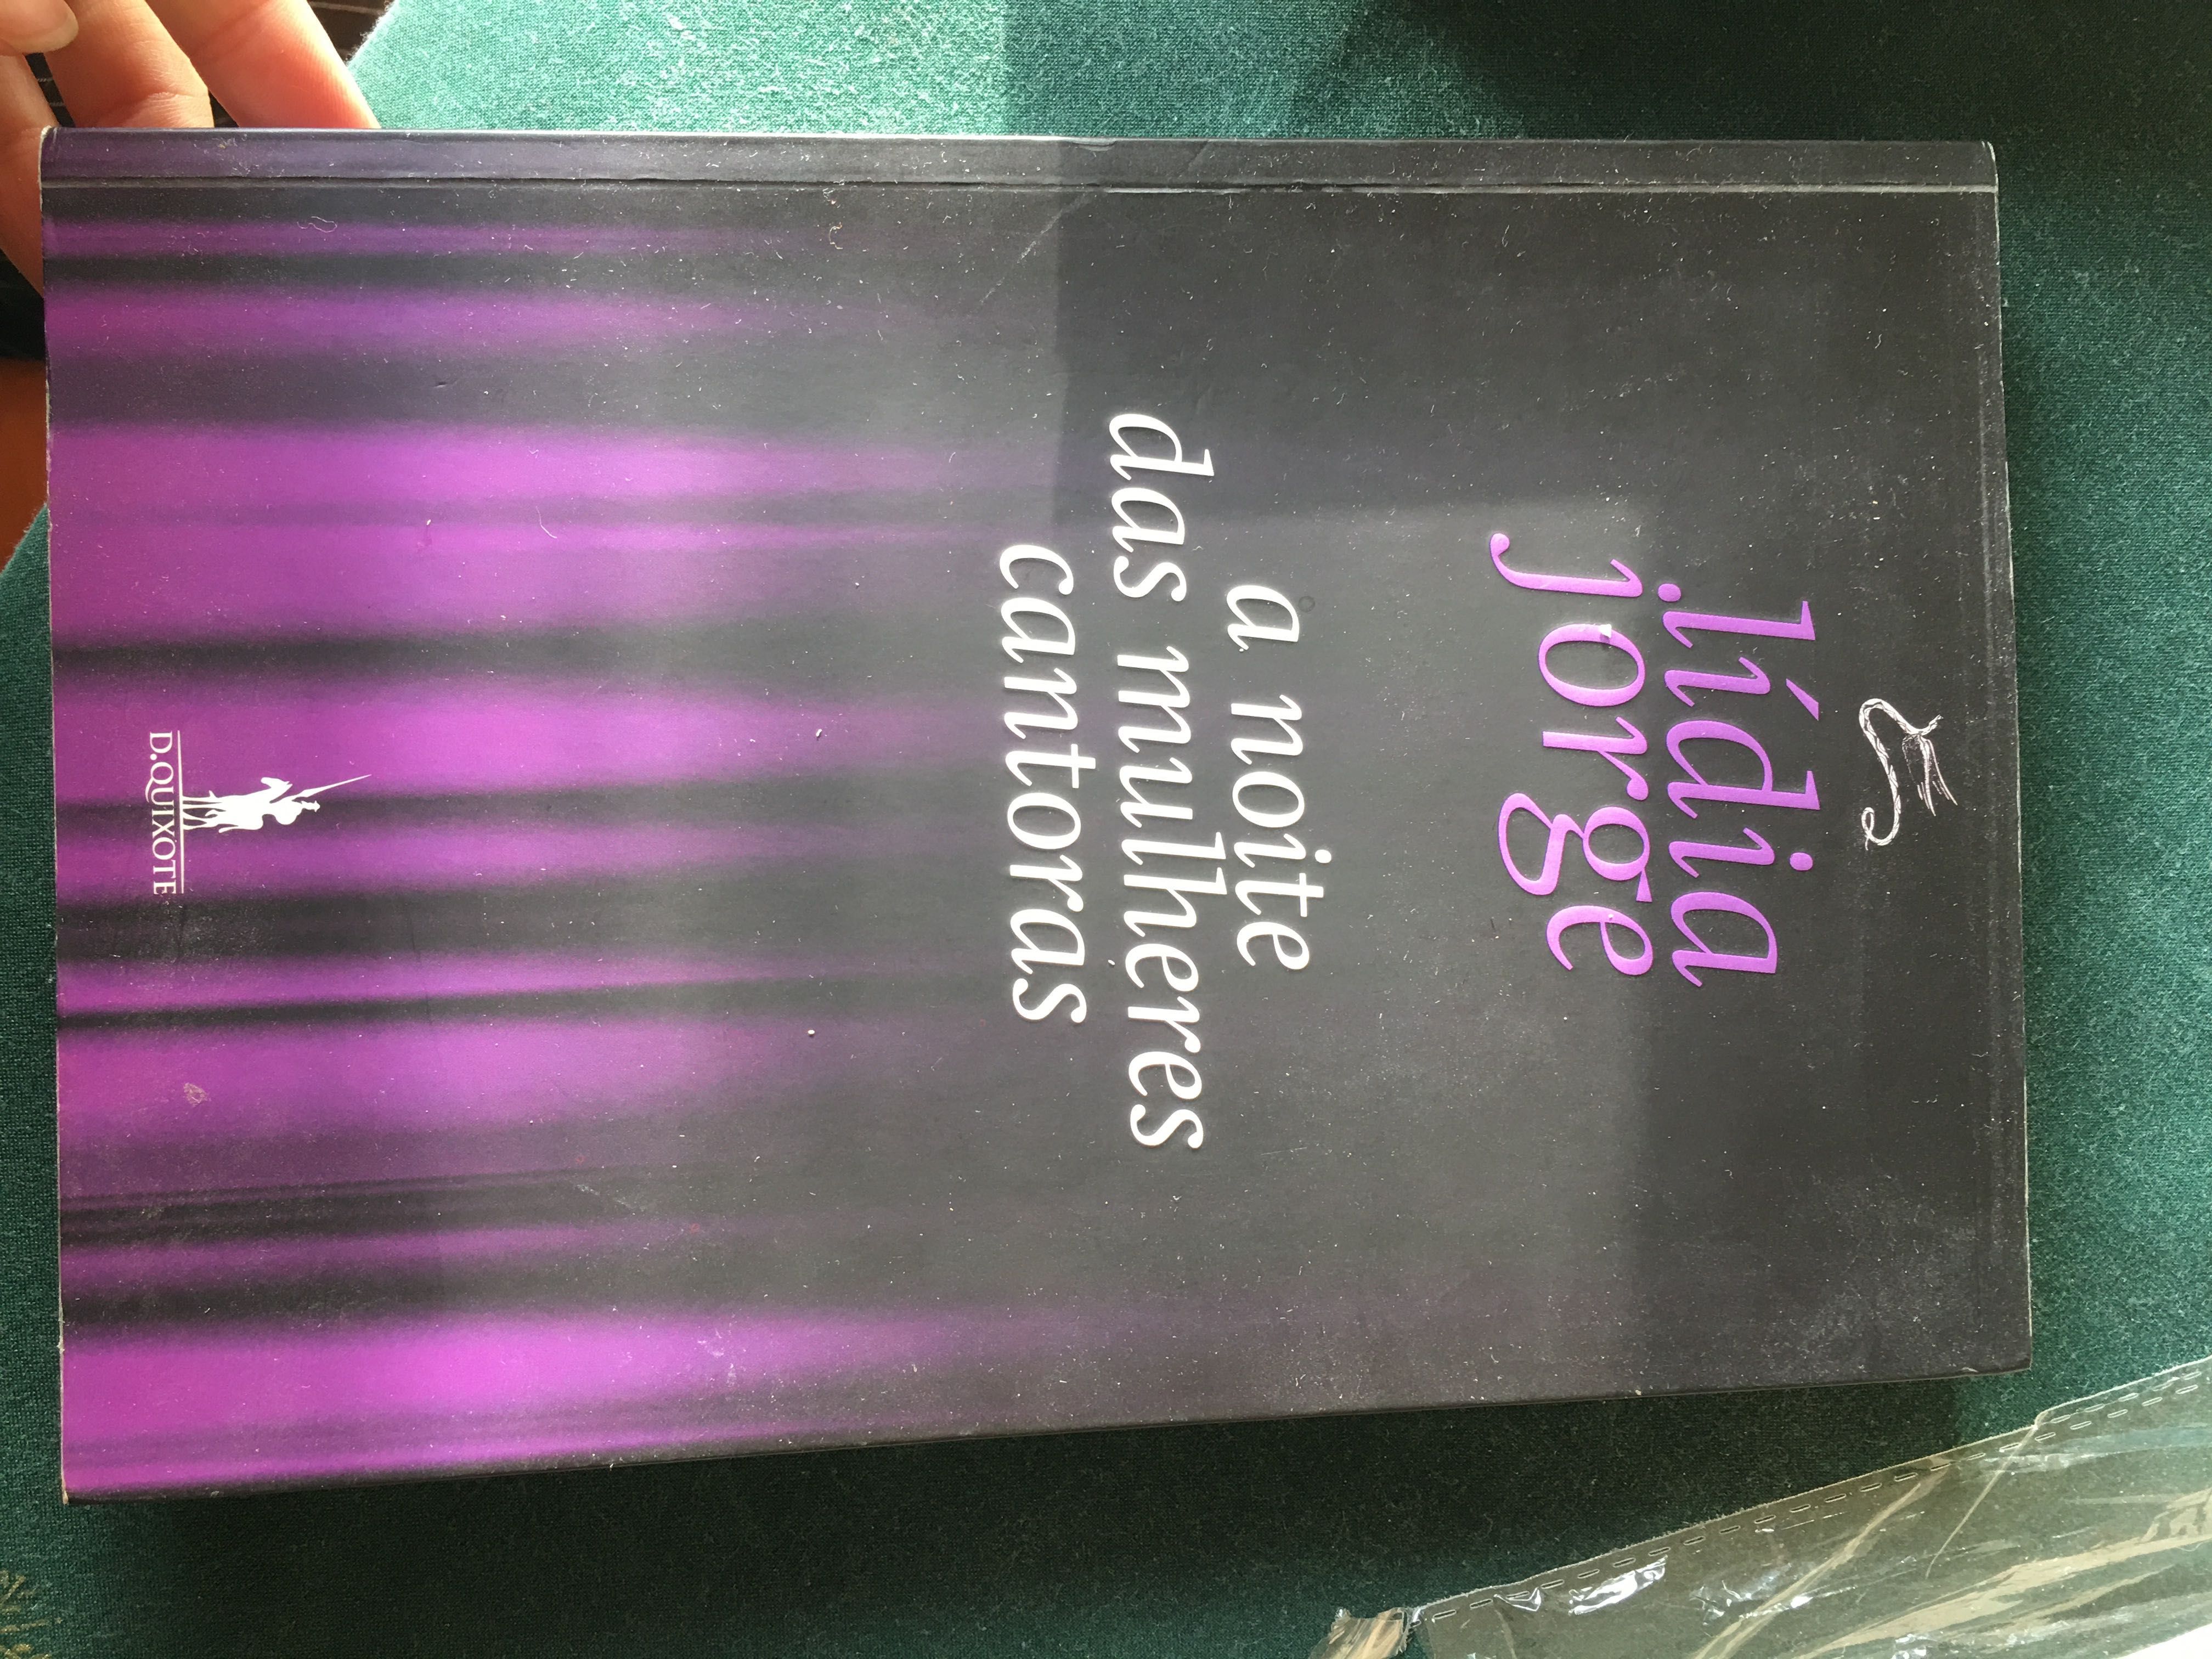 lídia
jorge
a noite
das mulheres
cantoras
D.QUIXOTE